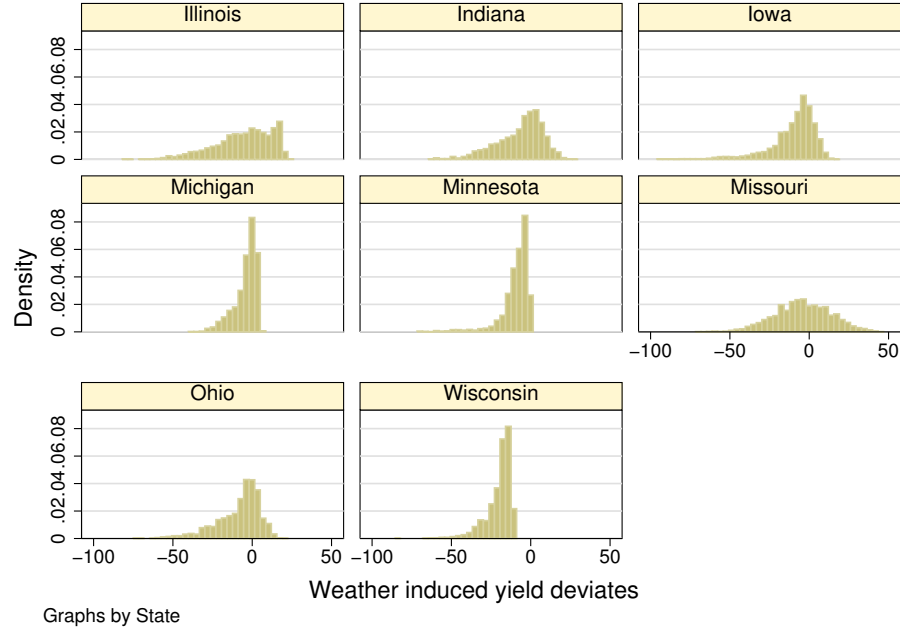 Illinois Indiana Iowa
0 .02 .04 .06 .08
Michigan Minnesota Missouri
0 .02 .04 .06 .08
−100 −50 0 50
Ohio Wisconsin
0 .02 .04 .06 .08
−100 −50 0 50 −100 −50 0 50
Density
Weather induced yield deviates
Graphs by State